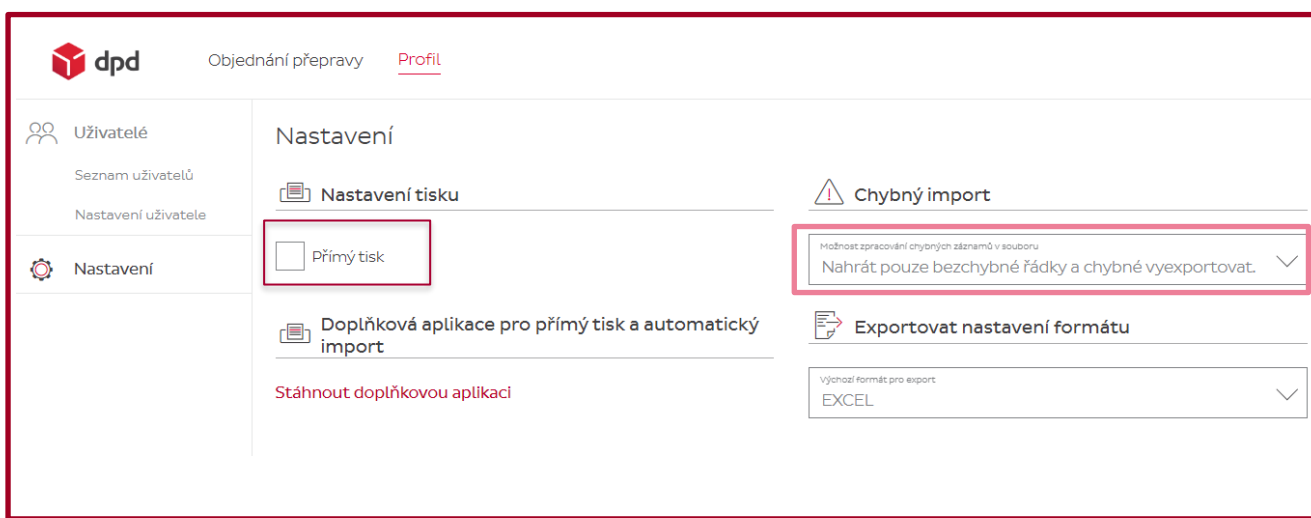 dpd
Objednání přepravy
Profil
Uživatelé
Seznam uživatelů
Nastavení uživatele
Nastavení
Nastavení
Nastavení tisku
Přímý tisk
Doplňková aplikace pro přímý tisk a automatický
import
Stáhnout doplňkovou aplikaci
Chybný import
Možnost zpracování chybných záznamů v souboru
Nahrát pouze bezchybné řádky a chybné vyexportovat.
Exportovat nastavení formátu
Výchozí formát pro export
EXCEL